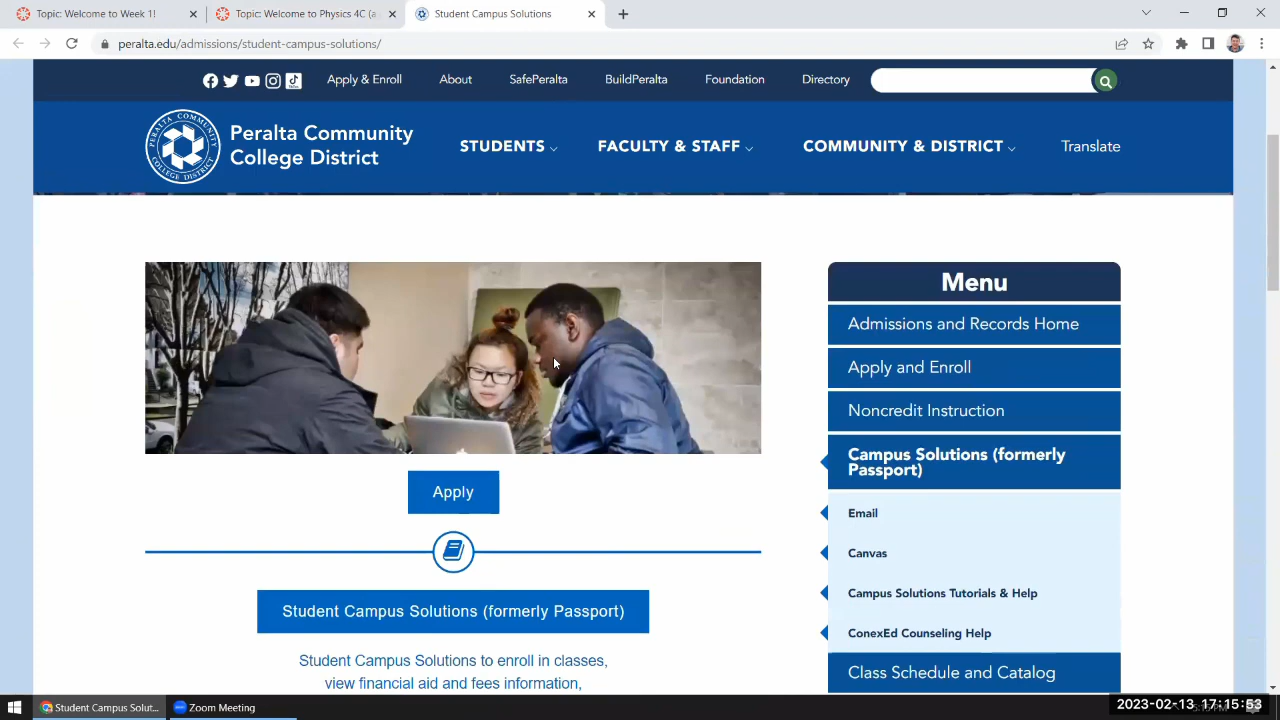 Topic: Welcome to Week 1!
Topic: Welcome to Physics 4C (a
Student Campus Solutions
peralta.edu/admissions/student-campus-solutions/
Apply & Enroll
About
SafePeralta
BuildPeralta
Foundation
Directory
PERALTA COMMUNITY
COLLEGE DISTRICT
Peralta Community
College District
STUDENTS
FACULTY & STAFF
COMMUNITY & DISTRICT
Translate
Apply
Student Campus Solutions (formerly Passport)
Student Campus Solutions to enroll in classes,
view financial aid and fees information,
Menu
Admissions and Records Home
Apply and Enroll
Noncredit Instruction
Campus Solutions (formerly
Passport)
Email
Canvas
Campus Solutions Tutorials & Help
ConexEd Counseling Help
Class Schedule and Catalog
Student Campus Solut...
Zoom Meeting
2023-02-13 17:15:53